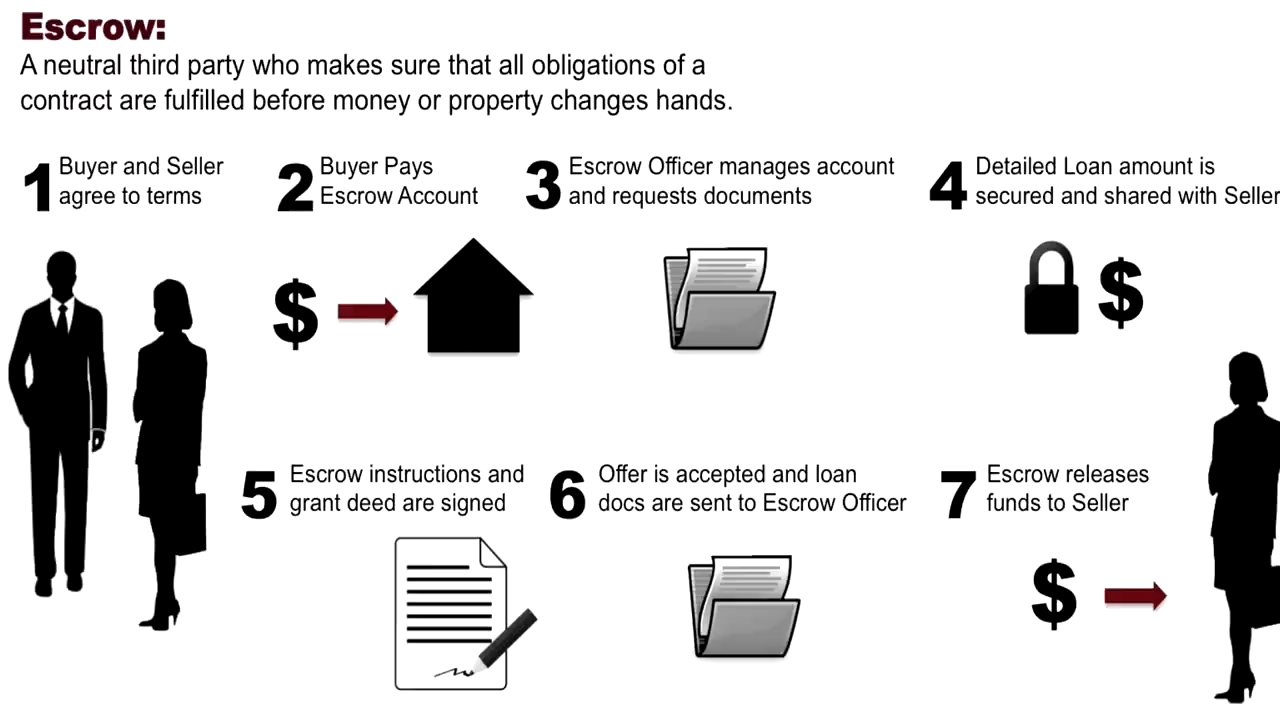 Escrow:
A neutral third party who makes sure that all obligations of a
contract are fulfilled before money or property changes hands.
1 Buyer and Seller
agree to terms
2 Buyer Pays
Escrow Account
3 Escrow Officer manages account
and requests documents
4 Detailed Loan amount is
secured and shared with Seller
$
$
5 Escrow instructions and
grant deed are signed
6 Offer is accepted and loan
docs are sent to Escrow Officer
7 Escrow releases
funds to Seller
$